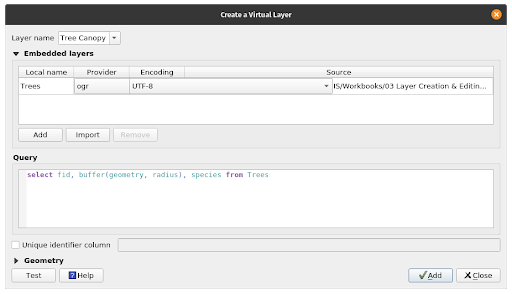 Create a Virtual Layer
Layer name Tree Canopy
Embedded layers
Local name Provider Encoding Source
Trees ogr UTF-8 IS/Workbooks/03 Layer Creation & Editin...
Add Import Remove
Query
select fid, buffer(geometry, radius), species from Trees
Unique identifier column
Geometry
Test Help Add Close